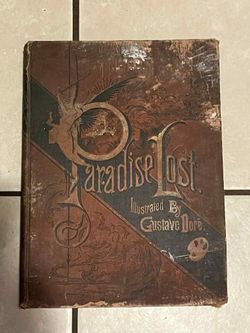 Paradise Lost.
Illustrated By
Gustave Doré.